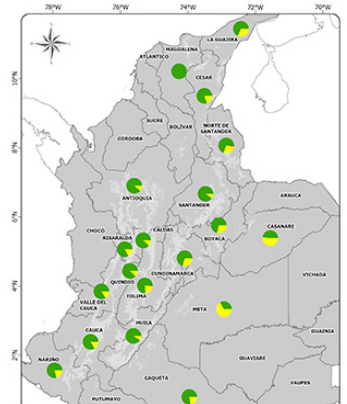 78°W 76°W 74°W 72°W 70°W
LA GUAJIRA
MAGDALENA
ATLANTICO
CESAR
10°N
SUCRE
BOLÍVAR
NORTE DE
SANTANDER
CORDOBA
8°N
ANTIOQUIA
SANTANDER
ARAUCA
6°N
CHOCÓ
CALDAS
RISARALDA
BOYACA
CASANARE
CUNDINAMARCA
QUINDIO
VICHADA
4°N
TOLIMA
VALLE DEL
CAUCA
META
HUILA
CAUCA
GUAINIA
2°N
NARIÑO
GUAVIARE
CAQUETA
VAUPES
PUTUMAYO